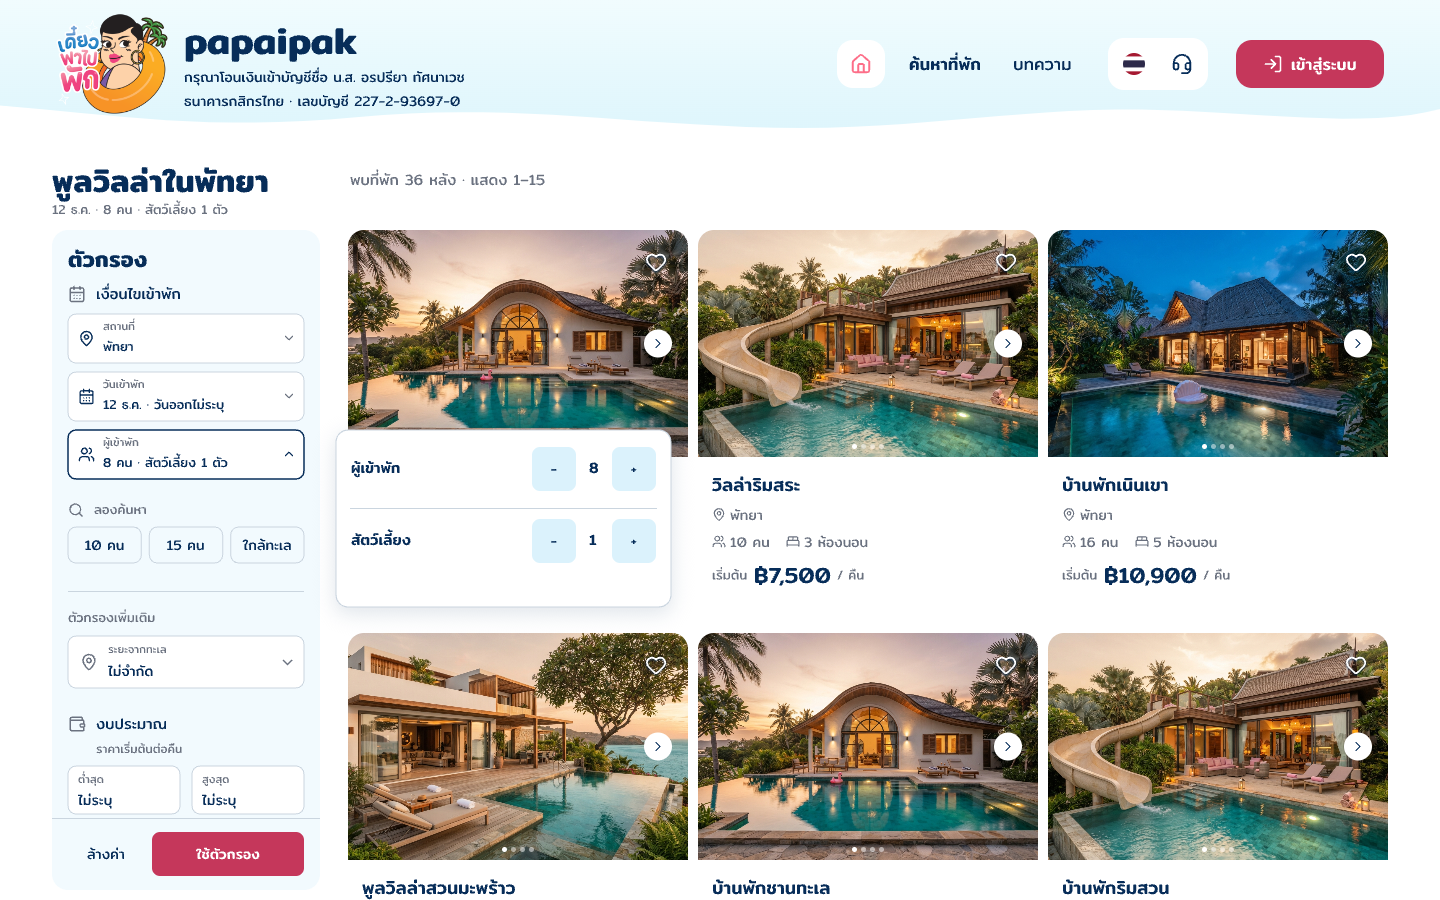 เดี๋ยว
พาไป
พัก
papaipak
กรุณาโอนเงินเข้าบัญชีชื่อ น.ส. อรปรียา ทัศนาเวช
ธนาคารกสิกรไทย · เลขบัญชี 227-2-93697-0
ค้นหาที่พัก
บทความ
เข้าสู่ระบบ
พูลวิลล่าในพัทยา
12 ธ.ค. · 8 คน · สัตว์เลี้ยง 1 ตัว
พบที่พัก 36 หลัง · แสดง 1–15
ตัวกรอง
เงื่อนไขเข้าพัก
สถานที่
พัทยา
วันเข้าพัก
12 ธ.ค. · วันออกไม่ระบุ
ผู้เข้าพัก
8 คน · สัตว์เลี้ยง 1 ตัว
ลองค้นหา
10 คน
15 คน
ใกล้ทะเล
ตัวกรองเพิ่มเติม
ระยะจากทะเล
ไม่จำกัด
งบประมาณ
ราคาเริ่มต้นต่อคืน
ต่ำสุด
ไม่ระบุ
สูงสุด
ไม่ระบุ
ล้างค่า
ใช้ตัวกรอง
ผู้เข้าพัก
- 8 +
สัตว์เลี้ยง
- 1 +
วิลล่าริมสระ
พัทยา
10 คน 3 ห้องนอน
เริ่มต้น ฿7,500 / คืน
บ้านพักเนินเขา
พัทยา
16 คน 5 ห้องนอน
เริ่มต้น ฿10,900 / คืน
พูลวิลล่าสวนมะพร้าว
บ้านพักชานทะเล
บ้านพักริมสวน